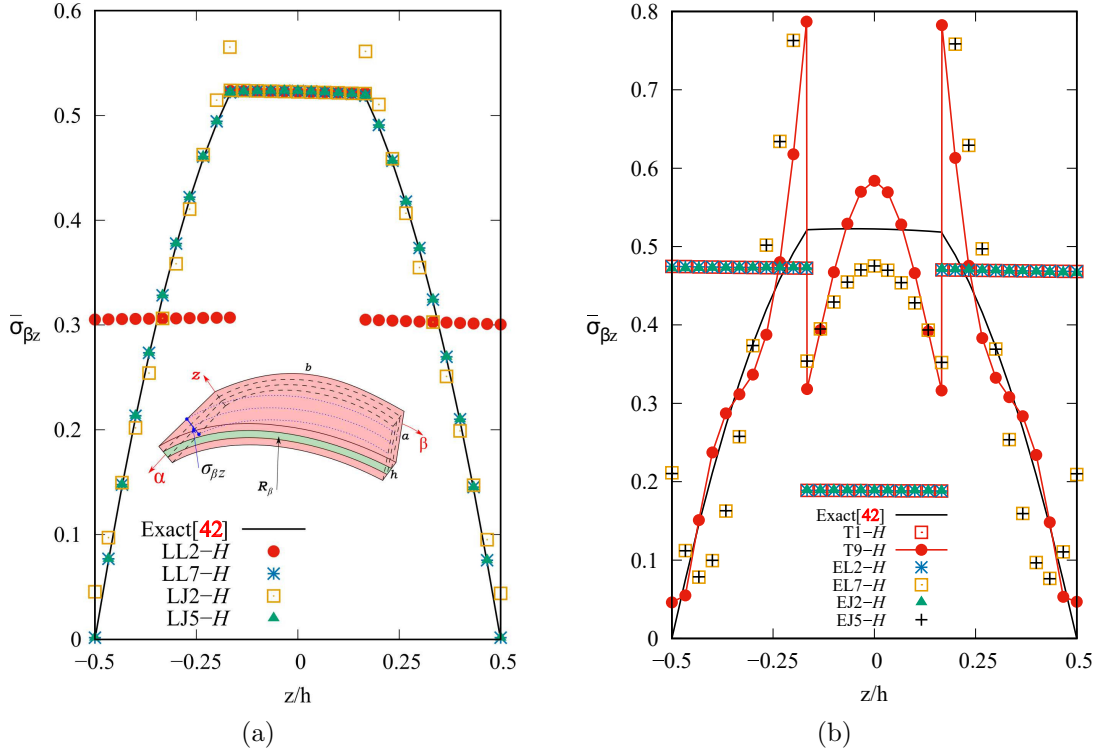 0.6
0.5
0.4
0.3
0.2
0.1
0
σ̄βz
−0.5
−0.25
0
0.25
0.5
z/h
z
b
β
a
h
α
σβz
Rβ
Exact[42]
LL2−H
LL7−H
LJ2−H
LJ5−H
(a)
0.8
0.7
0.6
0.5
0.4
0.3
0.2
0.1
0
σ̄βz
−0.5
−0.25
0
0.25
0.5
z/h
Exact[42]
T1−H
T9−H
EL2−H
EL7−H
EJ2−H
EJ5−H
(b)